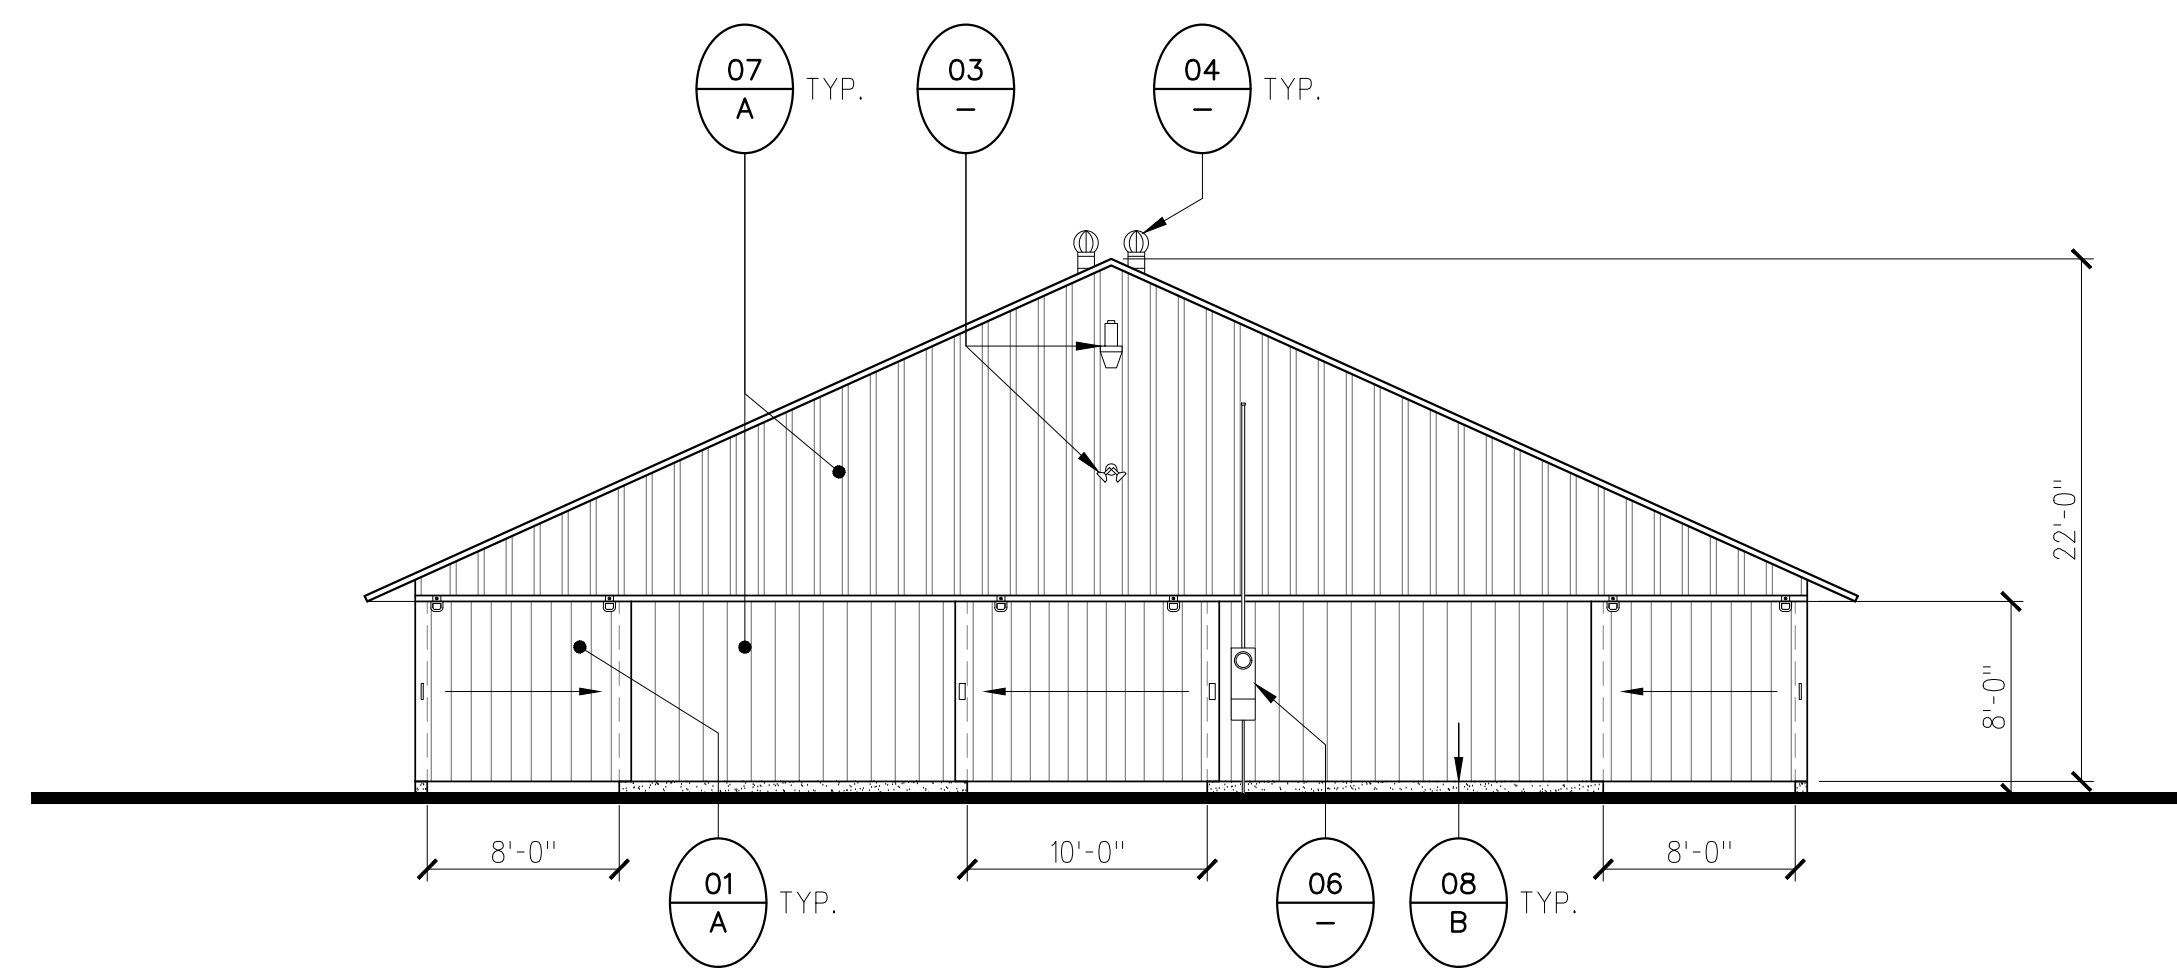 07
A
TYP.
03
–
04
–
TYP.
22'-0"
8'-0"
8'-0"
10'-0"
8'-0"
01
A
TYP.
06
–
08
B
TYP.